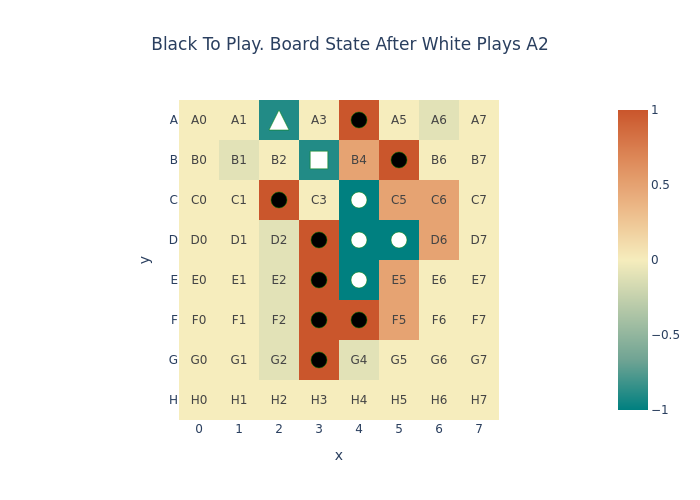 Black To Play. Board State After White Plays A2
A A0 A1 A3 A5 A6 A7
B B0 B1 B2 B4 B6 B7
C C0 C1 C3 C5 C6 C7
D D0 D1 D2 D6 D7
E E0 E1 E2 E5 E6 E7
F F0 F1 F2 F5 F6 F7
G G0 G1 G2 G4 G5 G6 G7
H H0 H1 H2 H3 H4 H5 H6 H7
0 1 2 3 4 5 6 7
x
y
1
0.5
0
−0.5
−1